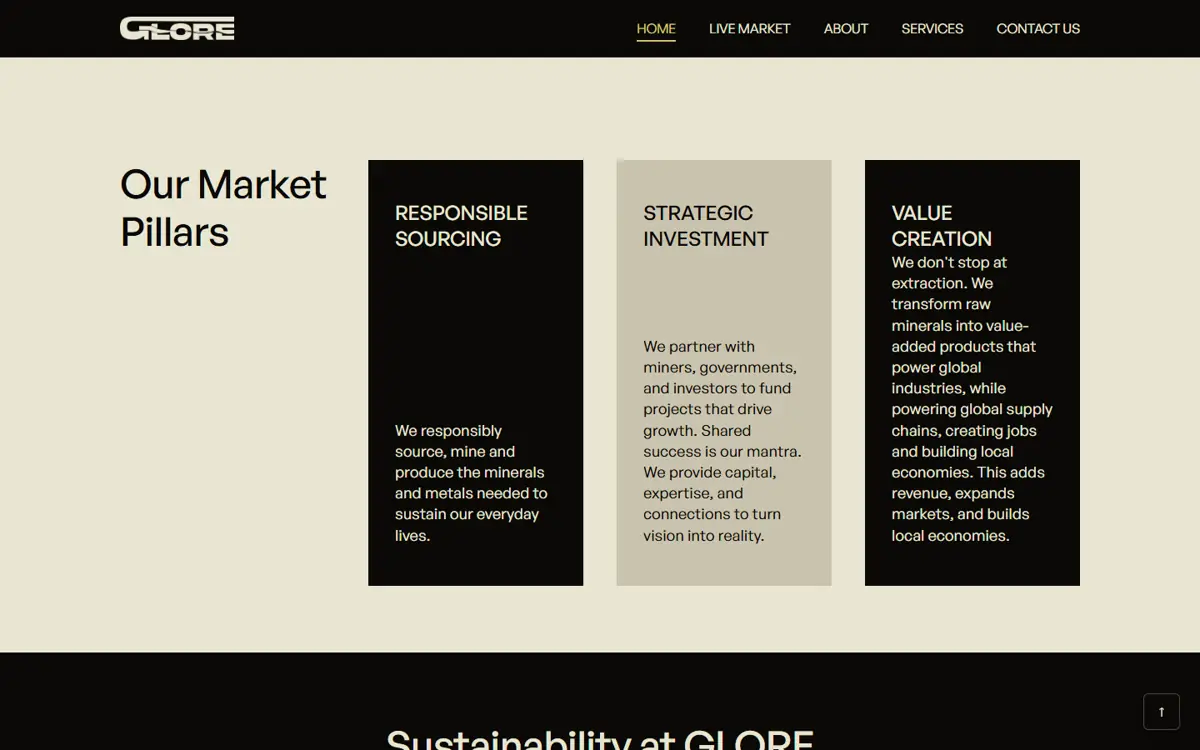 GLORE
HOME
LIVE MARKET
ABOUT
SERVICES
CONTACT US
Our Market
Pillars
RESPONSIBLE
SOURCING
We responsibly
source, mine and
produce the minerals
and metals needed to
sustain our everyday
lives.
STRATEGIC
INVESTMENT
We partner with
miners, governments,
and investors to fund
projects that drive
growth. Shared
success is our mantra.
We provide capital,
expertise, and
connections to turn
vision into reality.
VALUE
CREATION
We don't stop at
extraction. We
transform raw
minerals into value-
added products that
power global
industries, while
powering global supply
chains, creating jobs
and building local
economies. This adds
revenue, expands
markets, and builds
local economies.
Sustainability at GLORE
↑